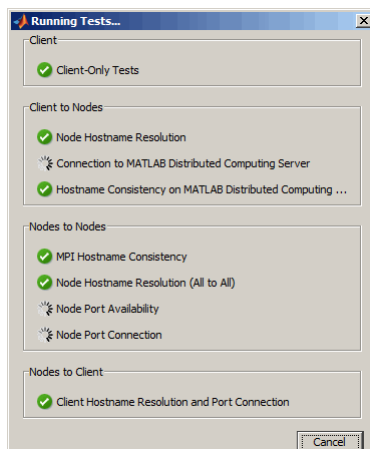 Running Tests...
Client
Client-Only Tests
Client to Nodes
Node Hostname Resolution
Connection to MATLAB Distributed Computing Server
Hostname Consistency on MATLAB Distributed Computing ...
Nodes to Nodes
MPI Hostname Consistency
Node Hostname Resolution (All to All)
Node Port Availability
Node Port Connection
Nodes to Client
Client Hostname Resolution and Port Connection
Cancel